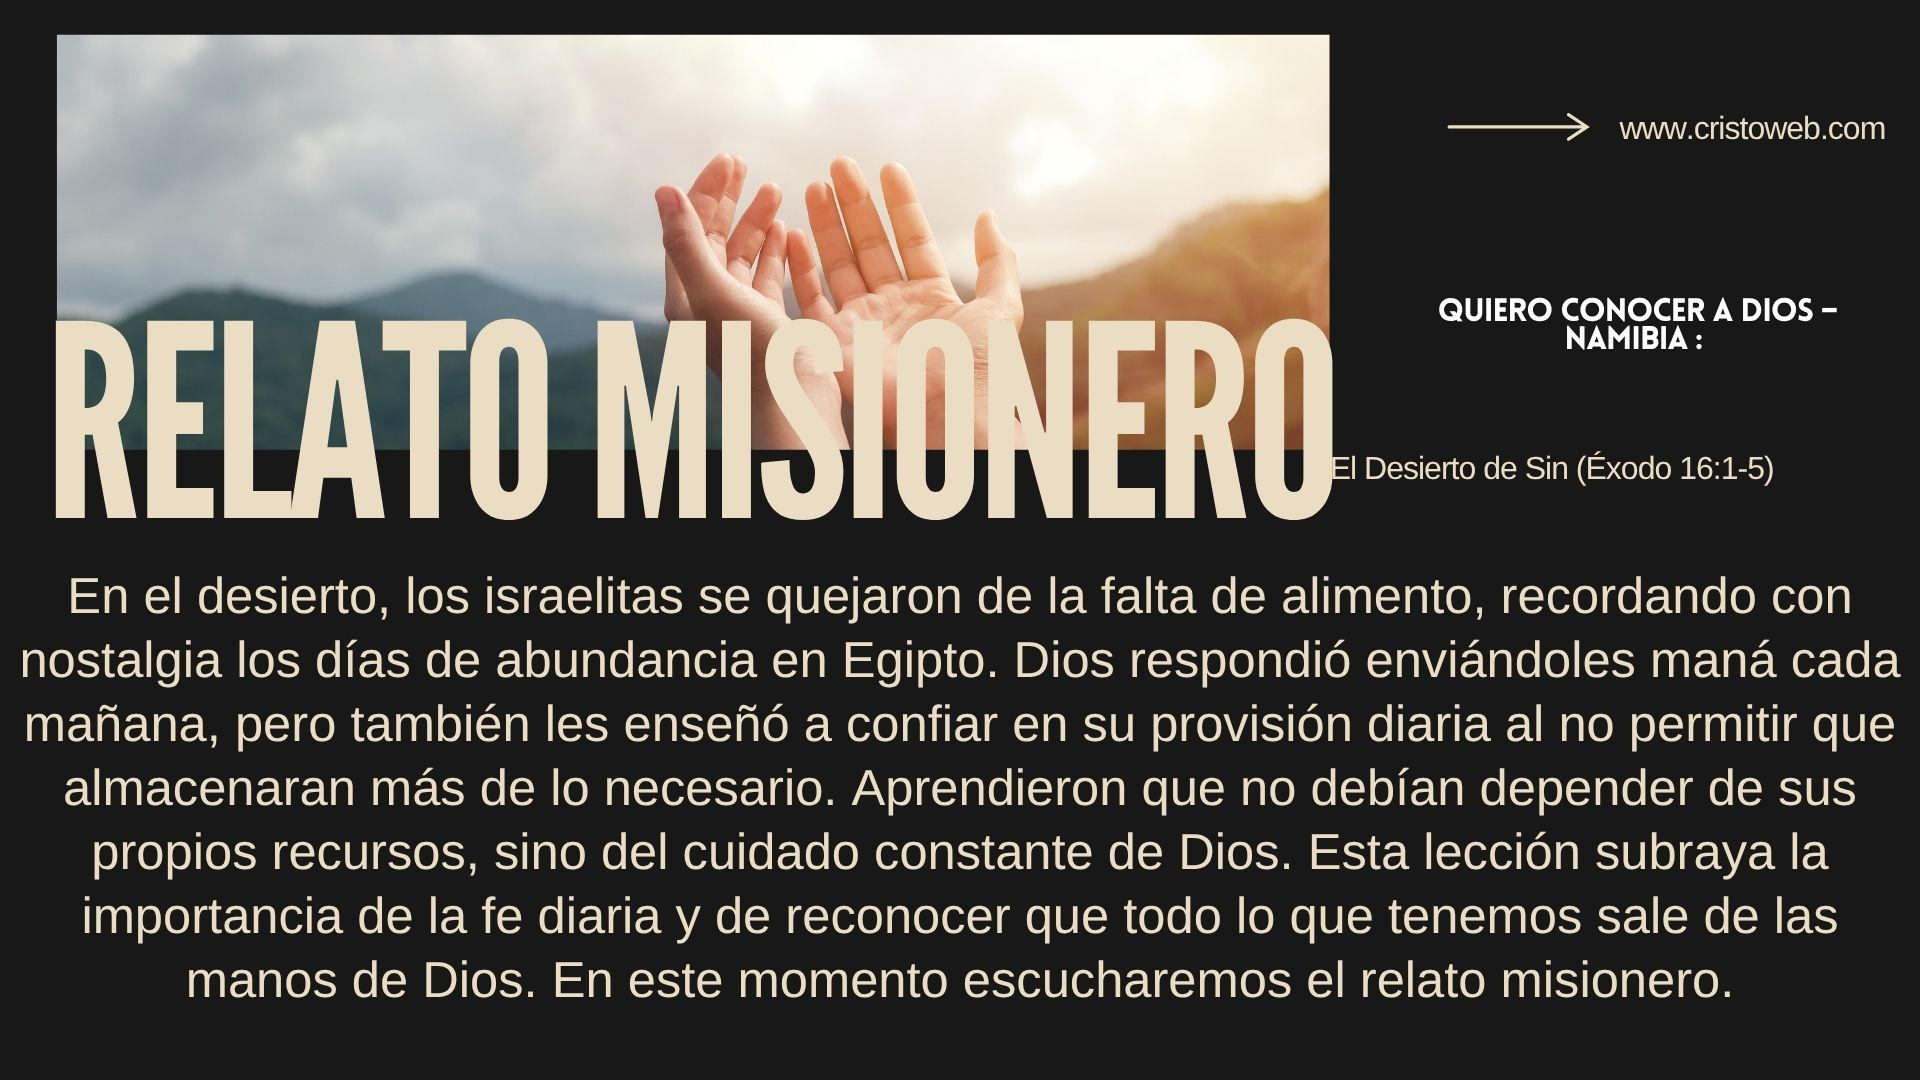 www.cristoweb.com
QUIERO CONOCER A DIOS –
NAMIBIA :
RELATO MISIONERO
El Desierto de Sin (Éxodo 16:1-5)
En el desierto, los israelitas se quejaron de la falta de alimento, recordando con
nostalgia los días de abundancia en Egipto. Dios respondió enviándoles maná cada
mañana, pero también les enseñó a confiar en su provisión diaria al no permitir que
almacenaran más de lo necesario. Aprendieron que no debían depender de sus
propios recursos, sino del cuidado constante de Dios. Esta lección subraya la
importancia de la fe diaria y de reconocer que todo lo que tenemos sale de las
manos de Dios. En este momento escucharemos el relato misionero.